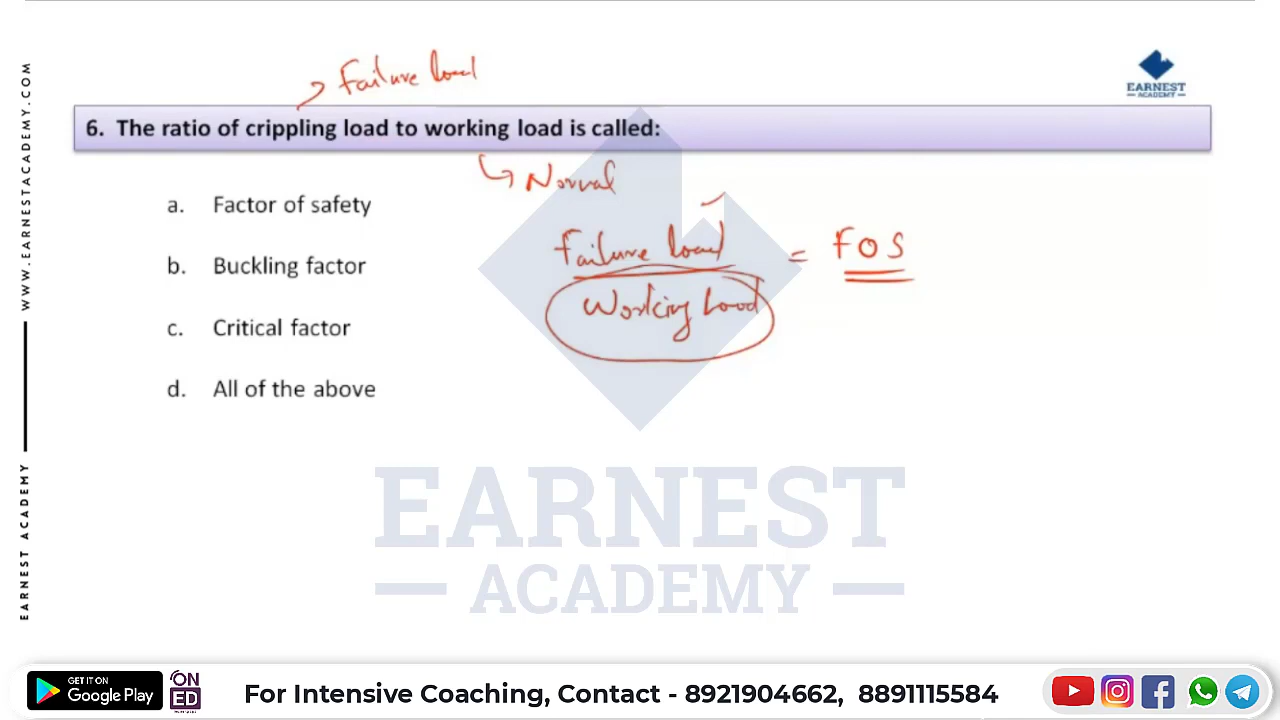 Failure load
EARNEST
ACADEMY
6. The ratio of crippling load to working load is called:
Normal
a. Factor of safety
b. Buckling factor
c. Critical factor
d. All of the above
Failure load
Working Load
= FOS
WWW.EARNESTACADEMY.COM
EARNEST ACADEMY
EARNEST
ACADEMY
GET IT ON
Google Play
ON
ED
For Intensive Coaching, Contact - 8921904662, 8891115584